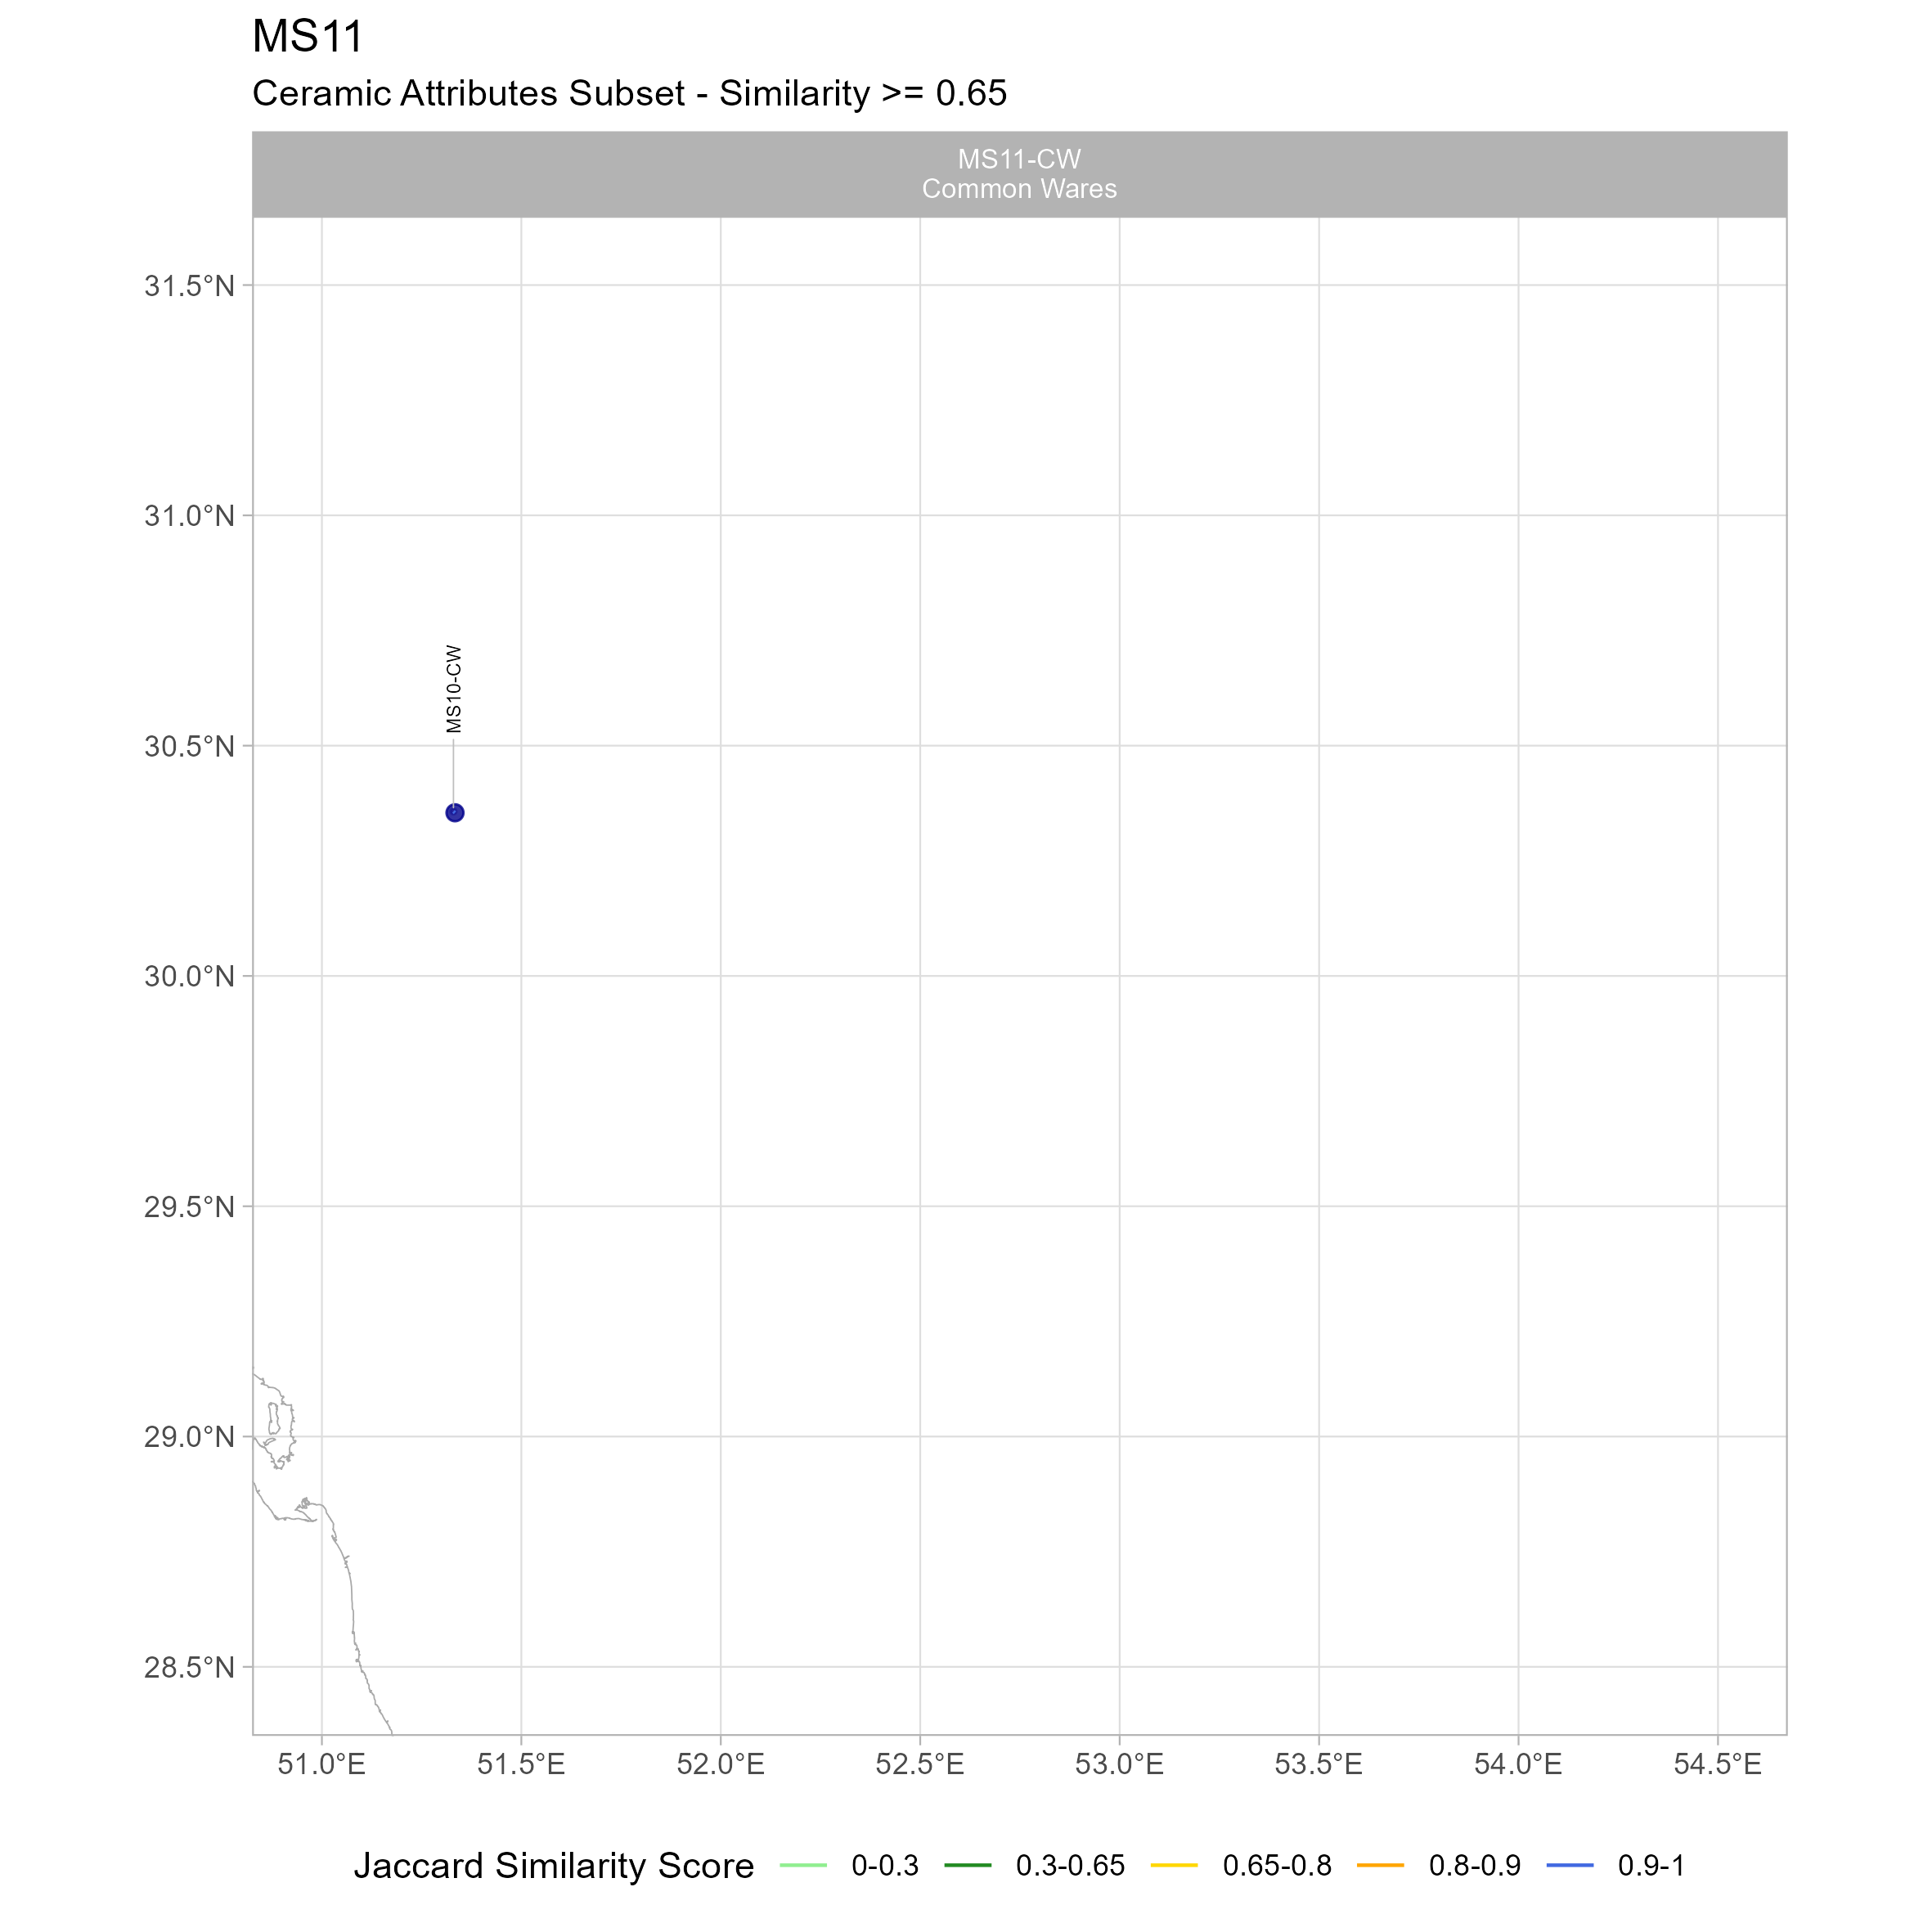 MS11
Ceramic Attributes Subset - Similarity >= 0.65
MS11-CW
Common Wares
31.5°N
31.0°N
30.5°N
30.0°N
29.5°N
29.0°N
28.5°N
MS10-CW
51.0°E 51.5°E 52.0°E 52.5°E 53.0°E 53.5°E 54.0°E 54.5°E
Jaccard Similarity Score 0-0.3 0.3-0.65 0.65-0.8 0.8-0.9 0.9-1